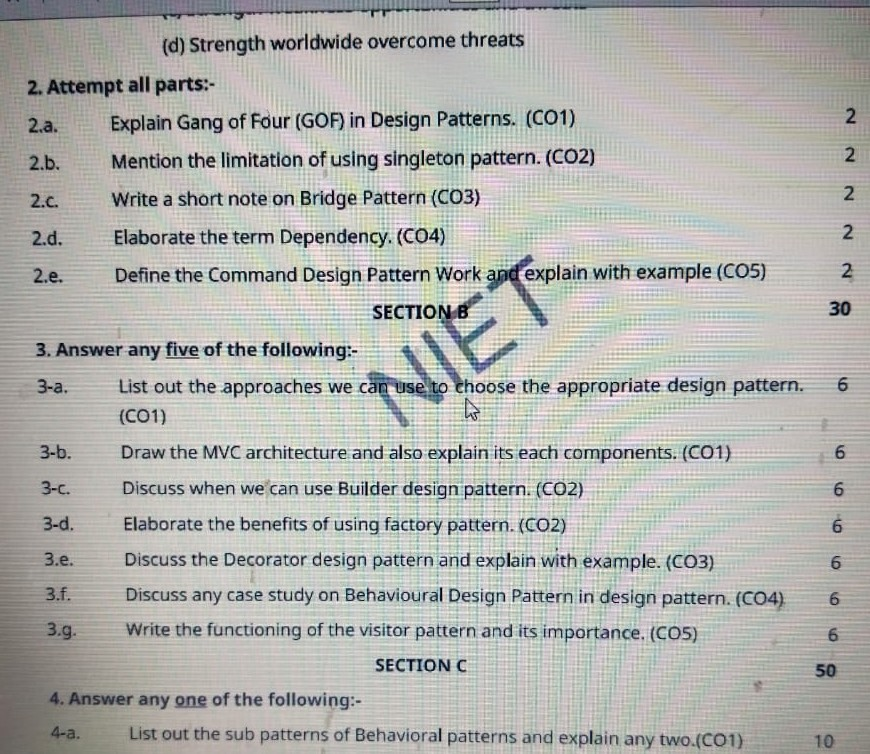 (d) Strength worldwide overcome threats
2. Attempt all parts:-
2.a. Explain Gang of Four (GOF) in Design Patterns. (CO1) 2
2.b. Mention the limitation of using singleton pattern. (CO2) 2
2.c. Write a short note on Bridge Pattern (CO3) 2
2.d. Elaborate the term Dependency. (CO4) 2
2.e. Define the Command Design Pattern Work and explain with example (CO5) 2
SECTION B 30
3. Answer any five of the following:-
3-a. List out the approaches we can use to choose the appropriate design pattern. 6
(CO1)
3-b. Draw the MVC architecture and also explain its each components. (CO1) 6
3-c. Discuss when we can use Builder design pattern. (CO2) 6
3-d. Elaborate the benefits of using factory pattern. (CO2) 6
3.e. Discuss the Decorator design pattern and explain with example. (CO3) 6
3.f. Discuss any case study on Behavioural Design Pattern in design pattern. (CO4) 6
3.g. Write the functioning of the visitor pattern and its importance. (CO5) 6
SECTION C 50
4. Answer any one of the following:-
4-a. List out the sub patterns of Behavioral patterns and explain any two.(CO1) 10
NIET